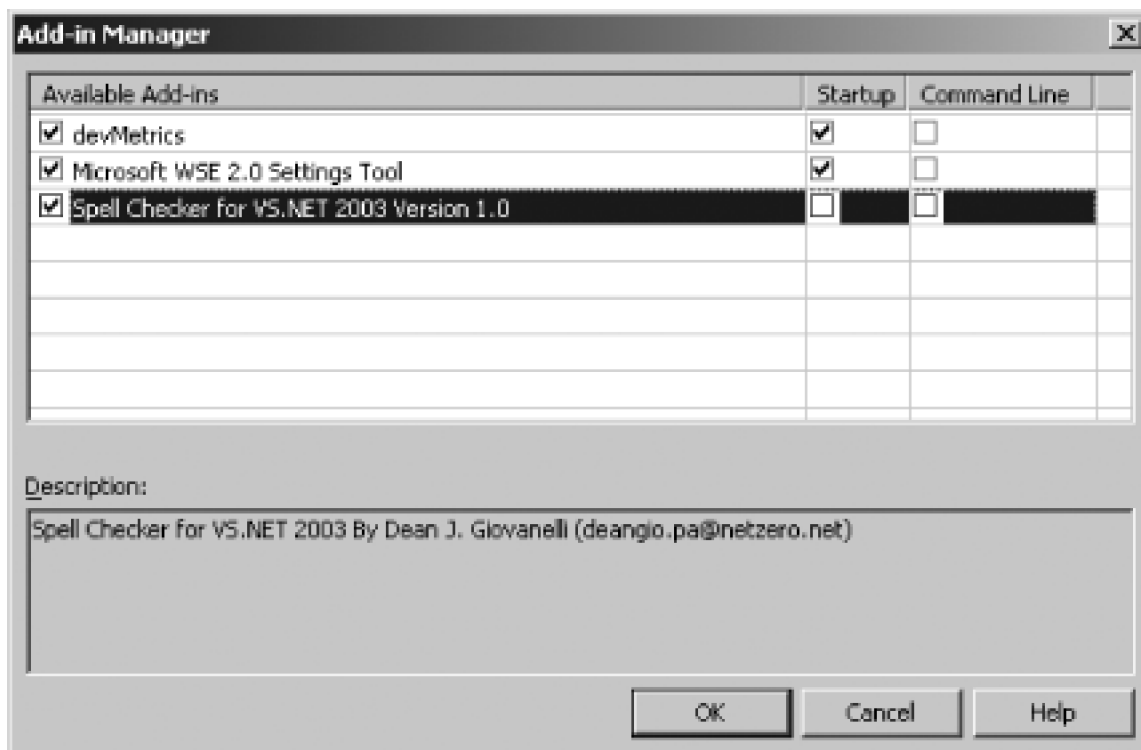 Add-in Manager
Available Add-ins Startup Command Line
devMetrics
Microsoft WSE 2.0 Settings Tool
Spell Checker for VS.NET 2003 Version 1.0
Description:
Spell Checker for VS.NET 2003 By Dean J. Giovanelli (deangio.pa@netzero.net)
OK Cancel Help